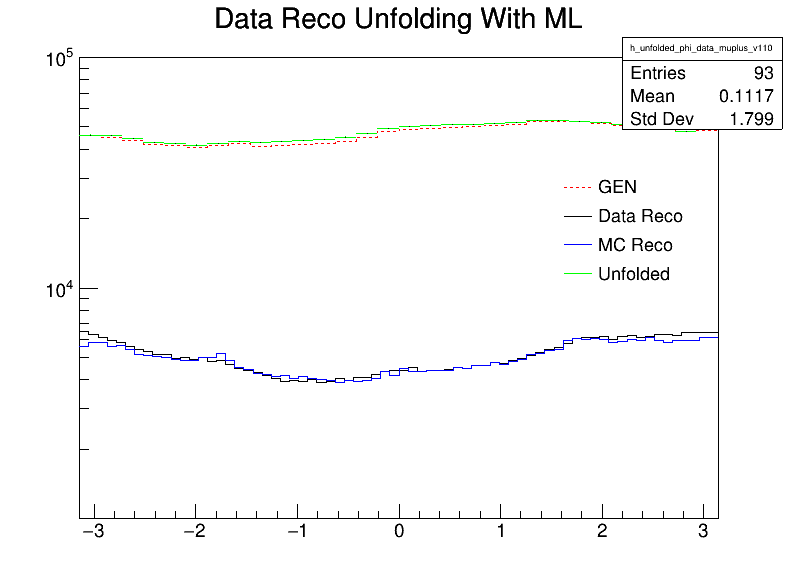 Data Reco Unfolding With ML
h_unfolded_phi_data_muplus_v110
Entries 93
Mean 0.1117
Std Dev 1.799
10^5
10^4
GEN
Data Reco
MC Reco
Unfolded
−3 −2 −1 0 1 2 3